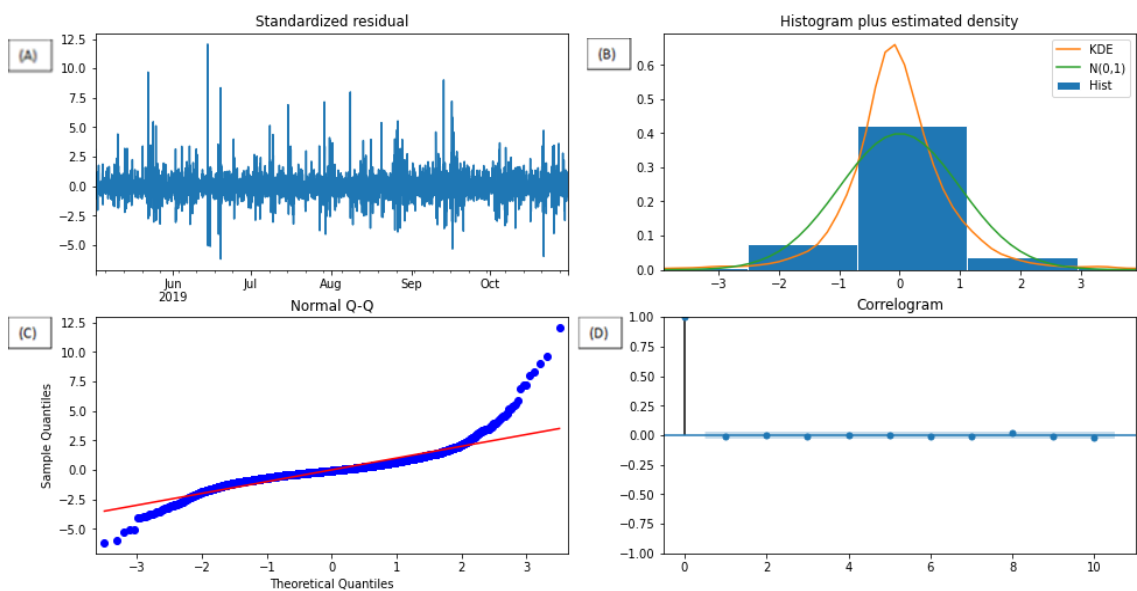 Standardized residual
(A)
12.5
10.0
7.5
5.0
2.5
0.0
−2.5
−5.0
Jun
2019
Jul
Aug
Sep
Oct
Histogram plus estimated density
(B)
KDE
N(0,1)
Hist
0.6
0.5
0.4
0.3
0.2
0.1
0.0
−3 −2 −1 0 1 2 3
Normal Q-Q
(C)
Sample Quantiles
12.5
10.0
7.5
5.0
2.5
0.0
−2.5
−5.0
−3 −2 −1 0 1 2 3
Theoretical Quantiles
Correlogram
(D)
1.00
0.75
0.50
0.25
0.00
−0.25
−0.50
−0.75
−1.00
0 2 4 6 8 10